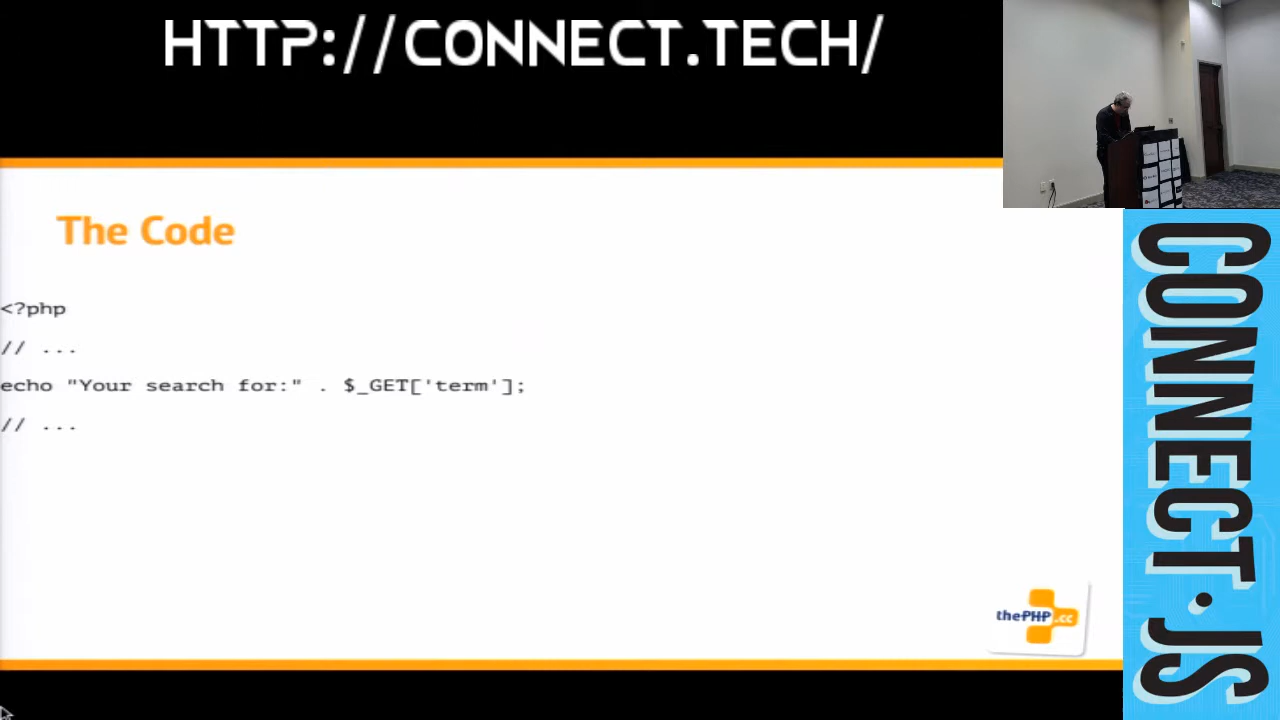 HTTP://CONNECT.TECH/
The Code
<?php
// ...
echo "Your search for:" . $_GET['term'];
// ...
thePHP.cc
CONNECT.JS